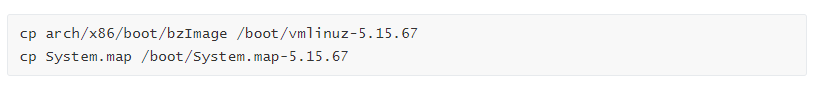 cp arch/x86/boot/bzImage /boot/vmlinuz-5.15.67
cp System.map /boot/System.map-5.15.67